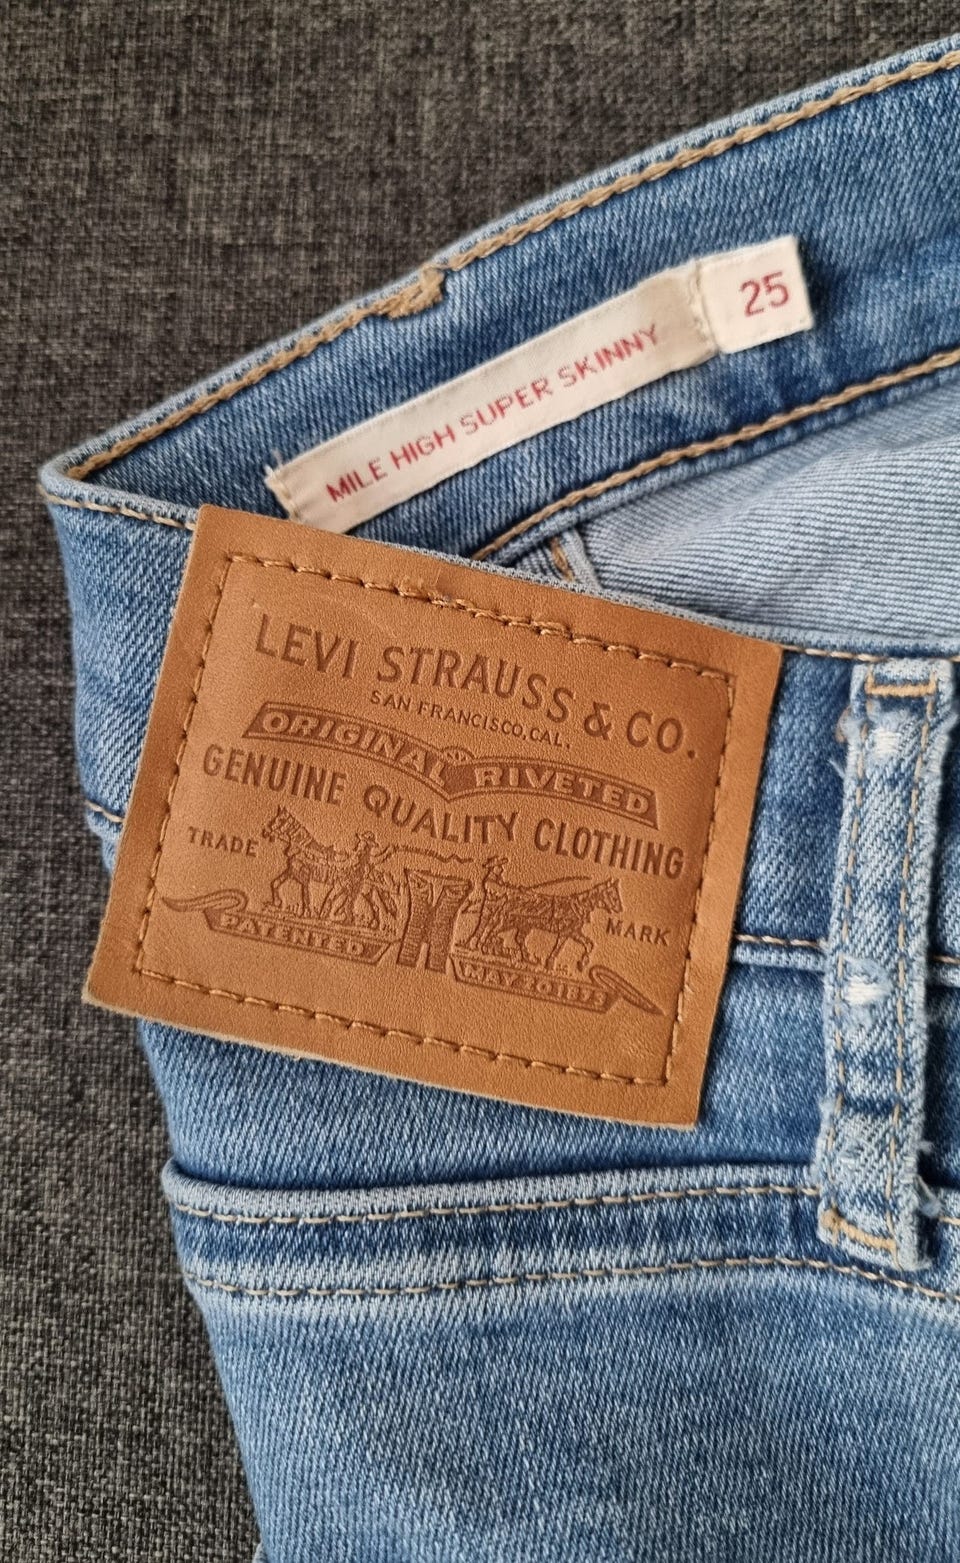 25
MILE HIGH SUPER SKINNY
LEVI STRAUSS & CO.
SAN FRANCISCO, CAL.
ORIGINAL RIVETED
GENUINE QUALITY CLOTHING
TRADE MARK
PATENTED MAY 20 1873